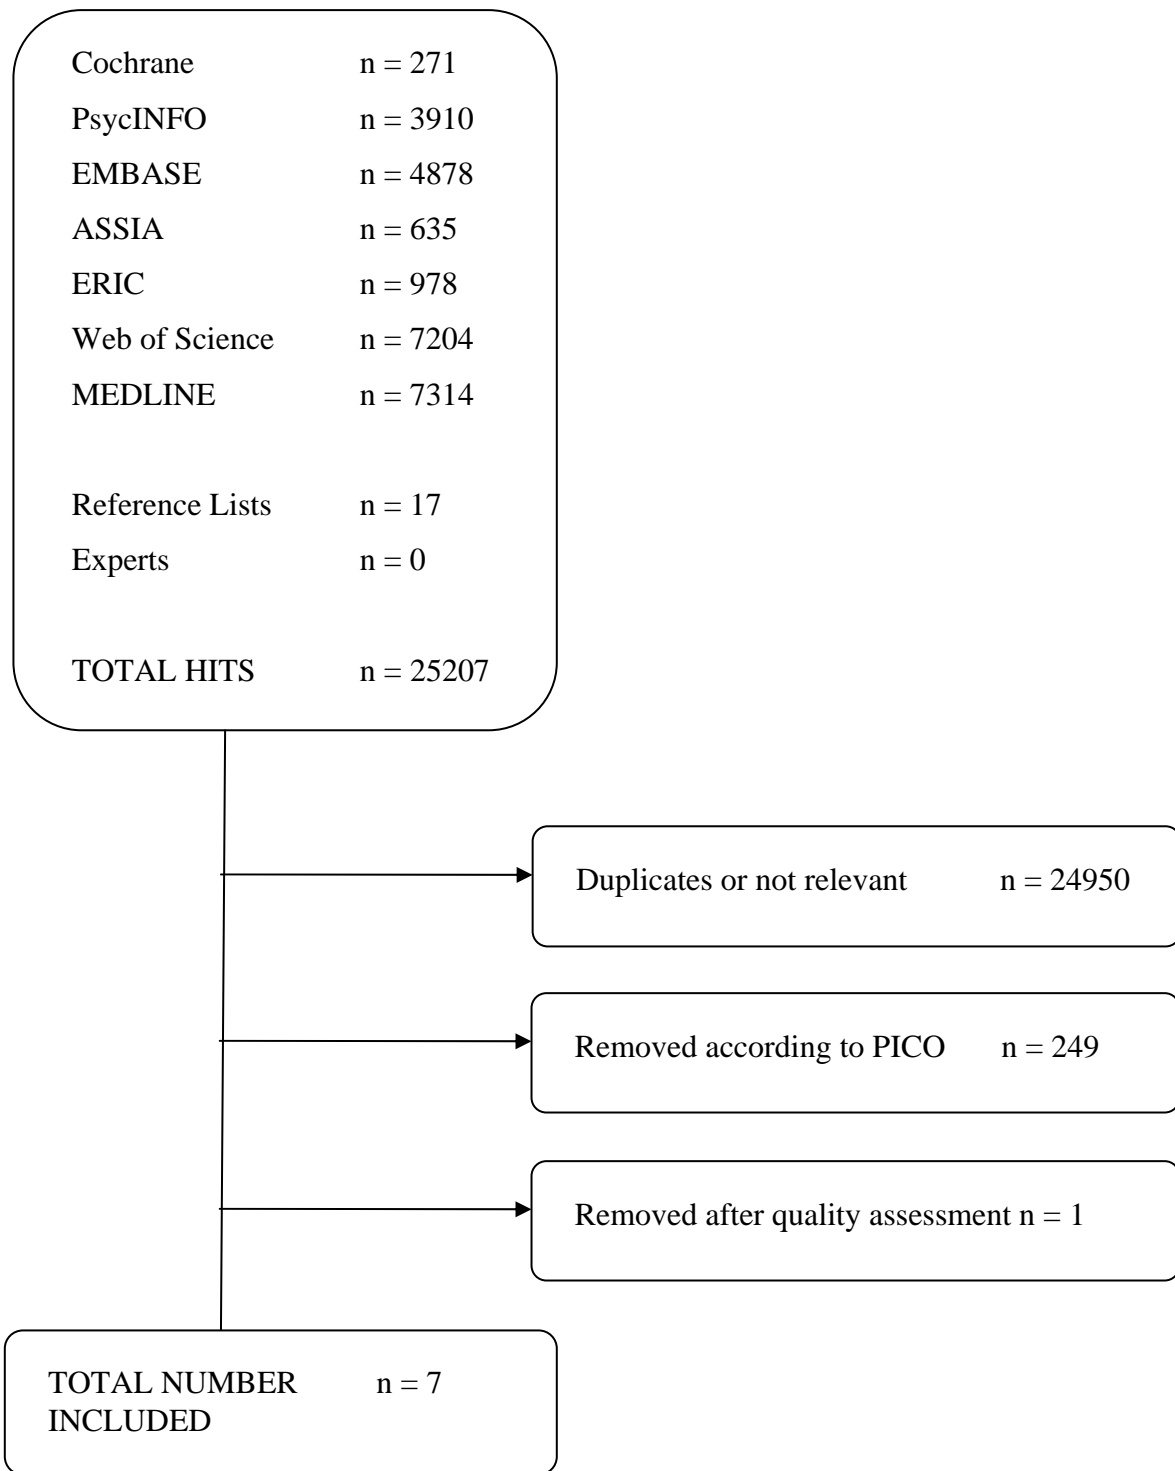 Cochrane n = 271
PsycINFO n = 3910
EMBASE n = 4878
ASSIA n = 635
ERIC n = 978
Web of Science n = 7204
MEDLINE n = 7314
Reference Lists n = 17
Experts n = 0
TOTAL HITS n = 25207
Duplicates or not relevant n = 24950
Removed according to PICO n = 249
Removed after quality assessment n = 1
TOTAL NUMBER n = 7
INCLUDED